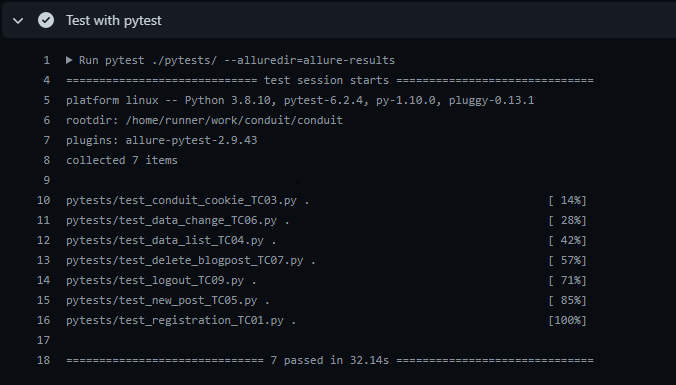 Test with pytest
1 Run pytest ./pytests/ --alluredir=allure-results
4 ============================= test session starts ==============================
5 platform linux -- Python 3.8.10, pytest-6.2.4, py-1.10.0, pluggy-0.13.1
6 rootdir: /home/runner/work/conduit/conduit
7 plugins: allure-pytest-2.9.43
8 collected 7 items
9
10 pytests/test_conduit_cookie_TC03.py . [ 14%]
11 pytests/test_data_change_TC06.py . [ 28%]
12 pytests/test_data_list_TC04.py . [ 42%]
13 pytests/test_delete_blogpost_TC07.py . [ 57%]
14 pytests/test_logout_TC09.py . [ 71%]
15 pytests/test_new_post_TC05.py . [ 85%]
16 pytests/test_registration_TC01.py . [100%]
17
18 ============================== 7 passed in 32.14s ==============================